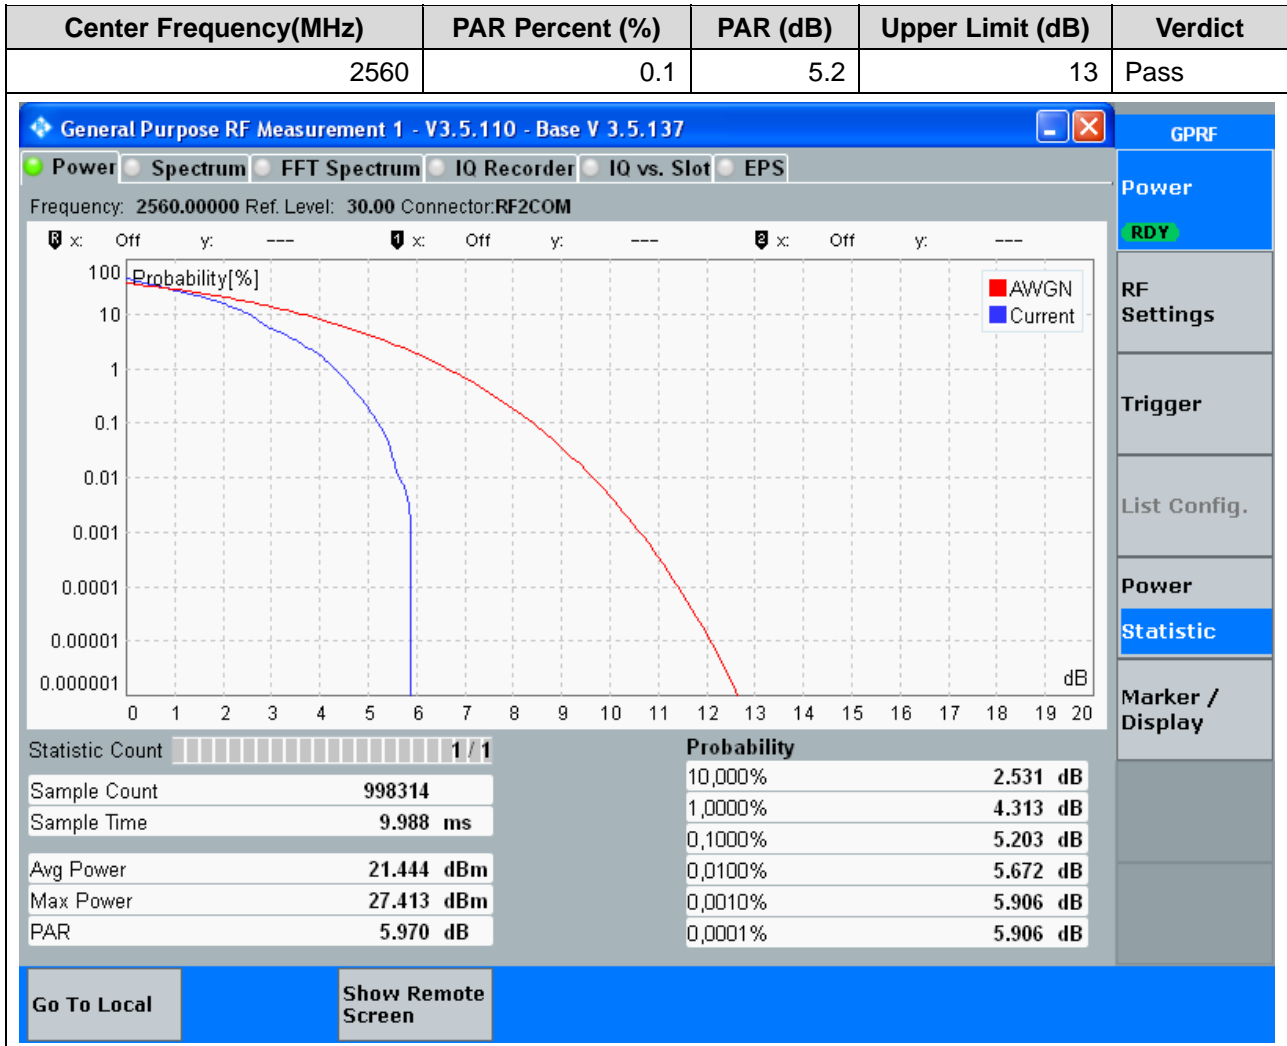 Center Frequency(MHz) PAR Percent (%) PAR (dB) Upper Limit (dB) Verdict
2560 0.1 5.2 13 Pass
General Purpose RF Measurement 1 - V3.5.110 - Base V 3.5.137
GPRF
Power Spectrum FFT Spectrum IQ Recorder IQ vs. Slot EPS
Frequency: 2560.00000 Ref. Level: 30.00 Connector:RF2COM
R x: Off y: --- 1 x: Off y: --- 2 x: Off y: ---
Probability[%]
AWGN
Current
100
10
1
0.1
0.01
0.001
0.0001
0.00001
0.000001
dB
0 1 2 3 4 5 6 7 8 9 10 11 12 13 14 15 16 17 18 19 20
Statistic Count 1 / 1
Sample Count 998314
Sample Time 9.988 ms
Avg Power 21.444 dBm
Max Power 27.413 dBm
PAR 5.970 dB
Probability
10,000% 2.531 dB
1,0000% 4.313 dB
0,1000% 5.203 dB
0,0100% 5.672 dB
0,0010% 5.906 dB
0,0001% 5.906 dB
Power
RDY
RF
Settings
Trigger
List Config.
Power
Statistic
Marker /
Display
Go To Local
Show Remote
Screen